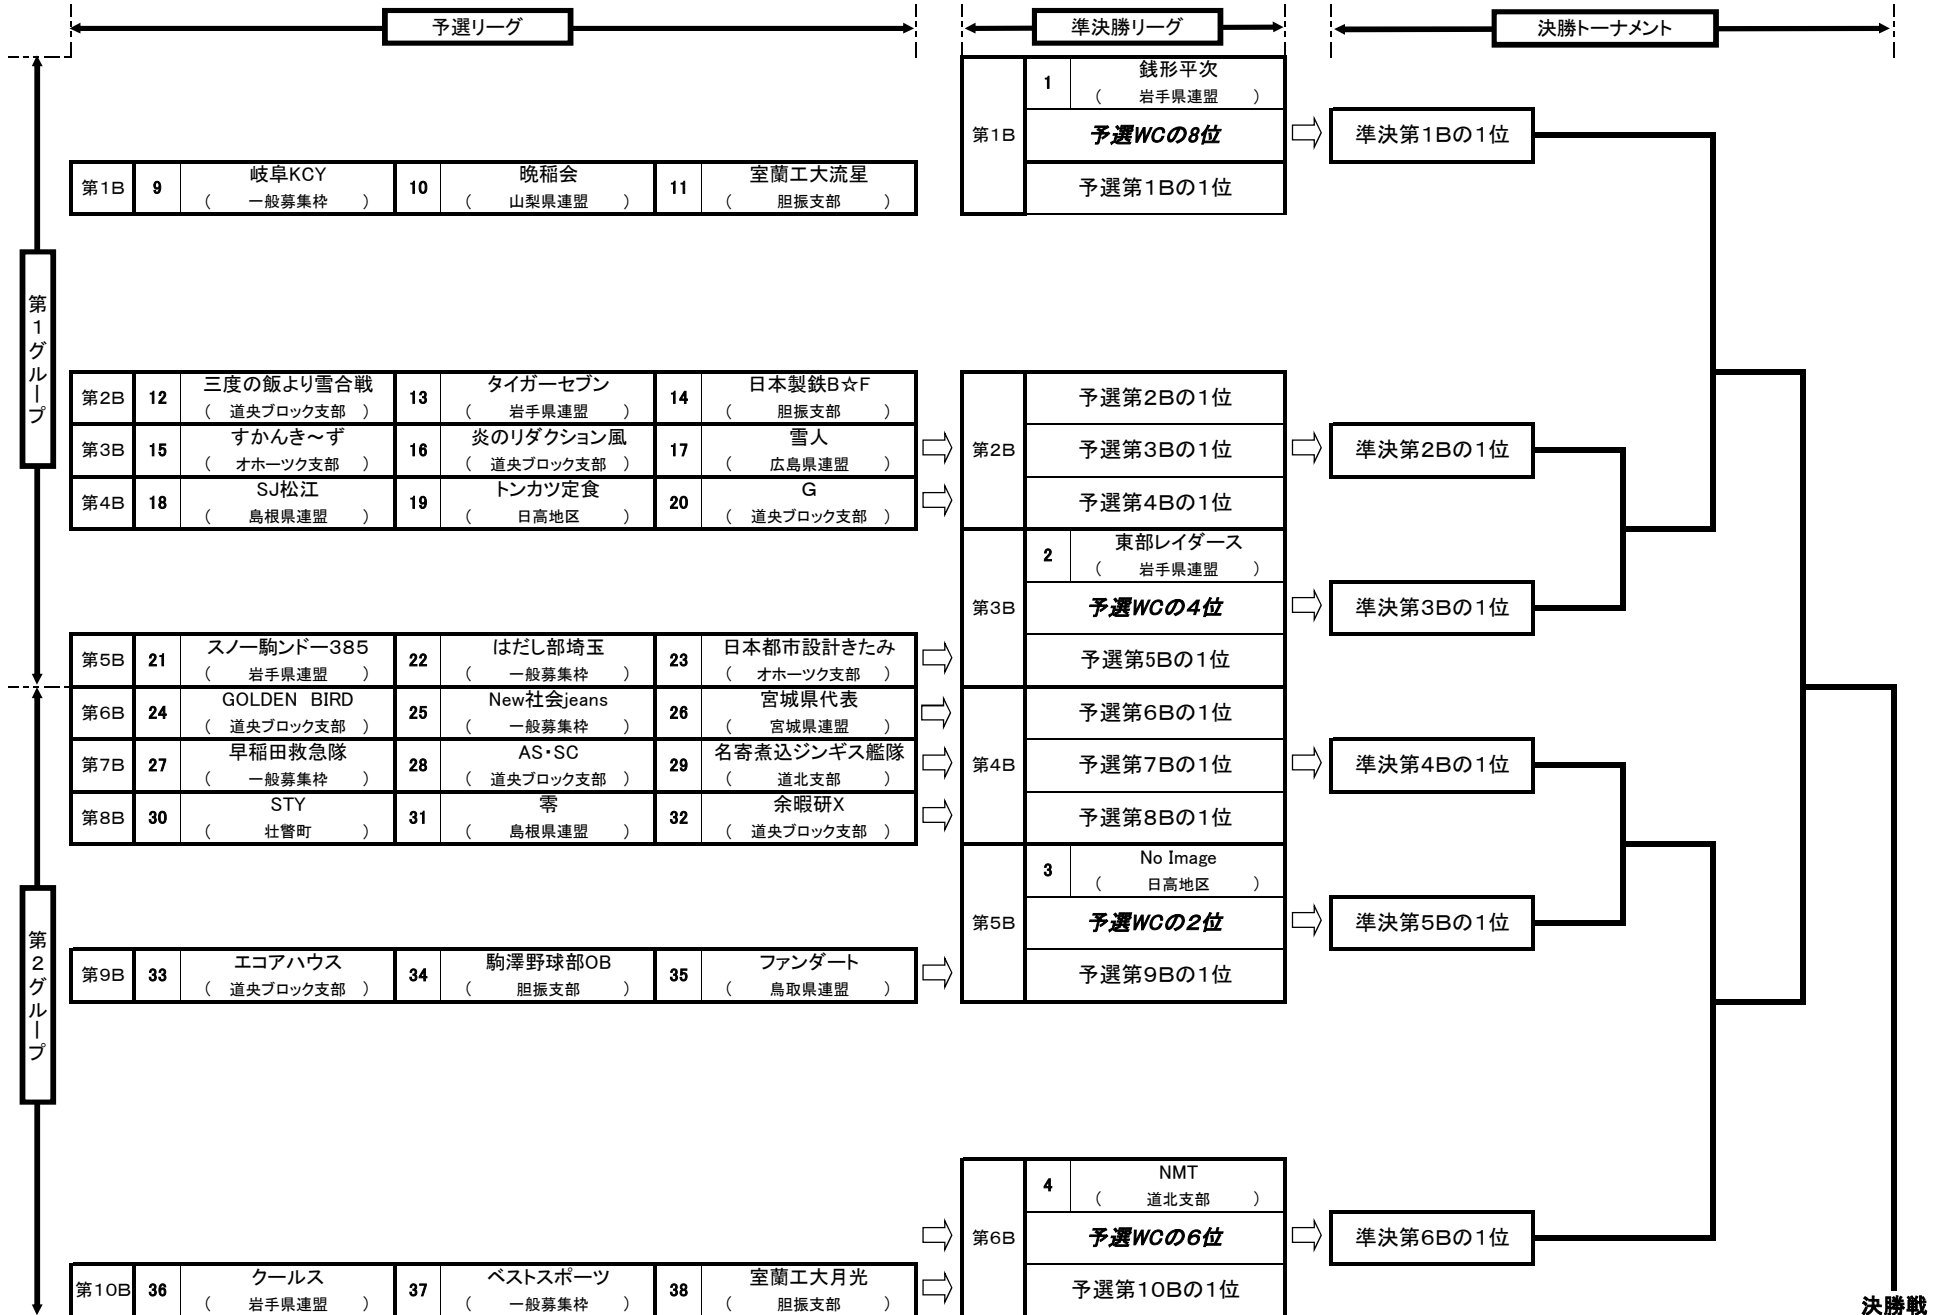 予選リーグ 準決勝リーグ 決勝トーナメント
第1グループ
第1B 9 岐阜KCY ( 一般募集枠 ) 10 晩稲会 ( 山梨県連盟 ) 11 室蘭工大流星 ( 胆振支部 )
第2B 12 三度の飯より雪合戦 ( 道央ブロック支部 ) 13 タイガーセブン ( 岩手県連盟 ) 14 日本製鉄B☆F ( 胆振支部 )
第3B 15 すかんき～ず ( オホーツク支部 ) 16 炎のリダクション風 ( 道央ブロック支部 ) 17 雪人 ( 広島県連盟 )
第4B 18 SJ松江 ( 島根県連盟 ) 19 トンカツ定食 ( 日高地区 ) 20 G ( 道央ブロック支部 )
第5B 21 スノー駒ンドー385 ( 岩手県連盟 ) 22 はだし部埼玉 ( 一般募集枠 ) 23 日本都市設計きたみ ( オホーツク支部 )
第2グループ
第6B 24 GOLDEN BIRD ( 道央ブロック支部 ) 25 New社会jeans ( 一般募集枠 ) 26 宮城県代表 ( 宮城県連盟 )
第7B 27 早稲田救急隊 ( 一般募集枠 ) 28 AS・SC ( 道央ブロック支部 ) 29 名寄煮込ジンギス艦隊 ( 道北支部 )
第8B 30 STY ( 壮瞥町 ) 31 零 ( 島根県連盟 ) 32 余暇研X ( 道央ブロック支部 )
第9B 33 エコアハウス ( 道央ブロック支部 ) 34 駒澤野球部OB ( 胆振支部 ) 35 ファンダート ( 鳥取県連盟 )
第10B 36 クールス ( 岩手県連盟 ) 37 ベストスポーツ ( 一般募集枠 ) 38 室蘭工大月光 ( 胆振支部 )
第1B
1 銭形平次
( 岩手県連盟 )
予選WCの8位
予選第1Bの1位
第2B
予選第2Bの1位
予選第3Bの1位
予選第4Bの1位
第3B
2 東部レイダース
( 岩手県連盟 )
予選WCの4位
予選第5Bの1位
第4B
予選第6Bの1位
予選第7Bの1位
予選第8Bの1位
第5B
3 No Image
( 日高地区 )
予選WCの2位
予選第9Bの1位
第6B
4 NMT
( 道北支部 )
予選WCの6位
予選第10Bの1位
準決第1Bの1位
準決第2Bの1位
準決第3Bの1位
準決第4Bの1位
準決第5Bの1位
準決第6Bの1位
決勝戦